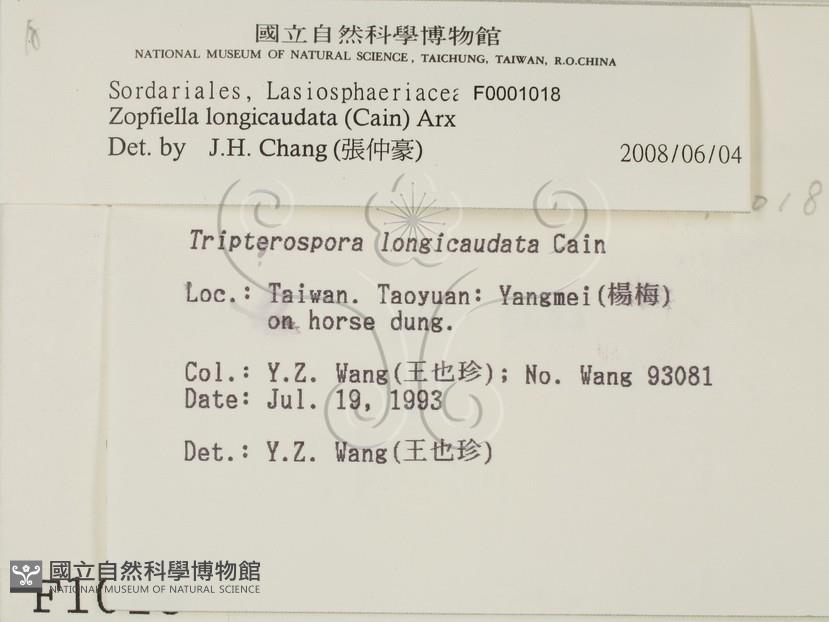 國立自然科學博物館
NATIONAL MUSEUM OF NATURAL SCIENCE, TAICHUNG, TAIWAN, R.O.CHINA
Sordariales, Lasiosphaeriacea F0001018
Zopfiella longicaudata (Cain) Arx
Det. by J.H. Chang (張仲豪)
2008/06/04
018
Tripterospora longicaudata Cain
Loc.: Taiwan. Taoyuan: Yangmei(楊梅)
on horse dung.
Col.: Y.Z. Wang(王也珍); No. Wang 93081
Date: Jul. 19, 1993
Det.: Y.Z. Wang(王也珍)
國立自然科學博物館
NATIONAL MUSEUM OF NATURAL SCIENCE